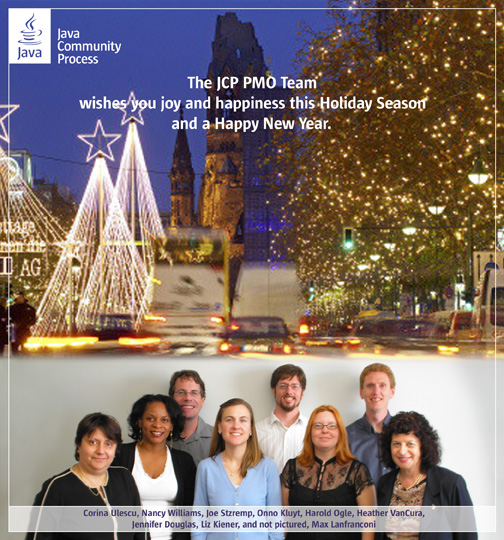 Java
Java
Community
Process
The JCP PMO Team
wishes you joy and happiness this Holiday Season
and a Happy New Year.
AG
Corina Ulescu, Nancy Williams, Joe Stzremp, Onno Kluyt, Harold Ogle, Heather VanCura,
Jennifer Douglas, Liz Kiener, and not pictured, Max Lanfranconi